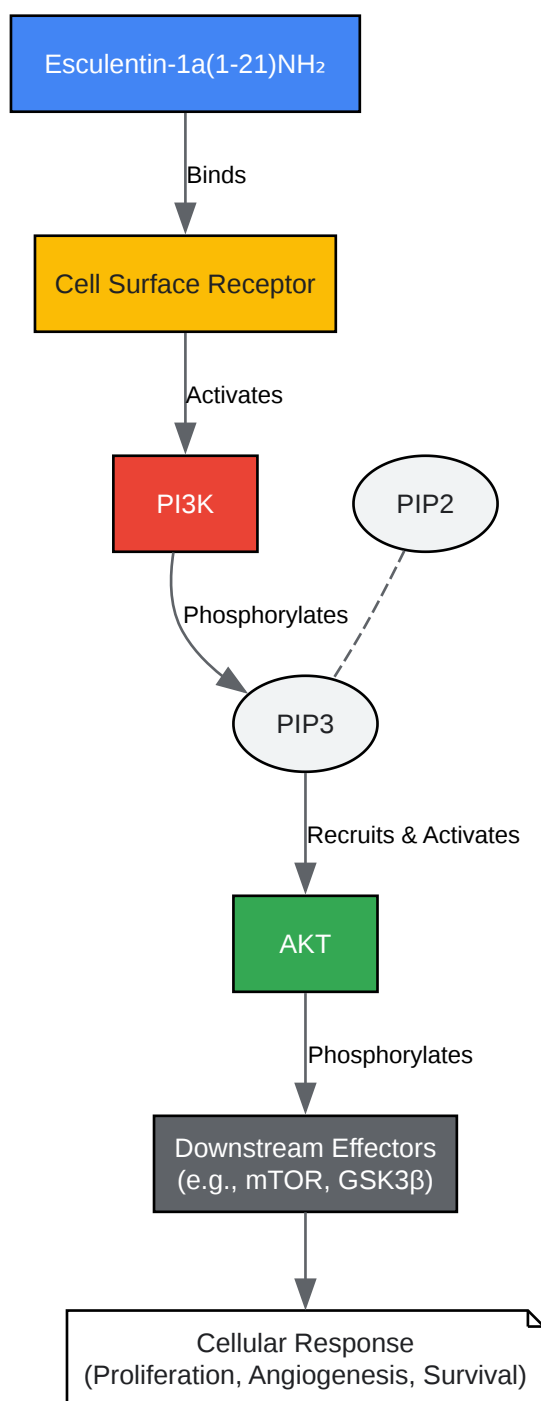 Esculentin-1a(1-21)NH₂
Binds
Cell Surface Receptor
Activates
PI3K
PIP2
Phosphorylates
PIP3
Recruits & Activates
AKT
Phosphorylates
Downstream Effectors
(e.g., mTOR, GSK3β)
Cellular Response
(Proliferation, Angiogenesis, Survival)